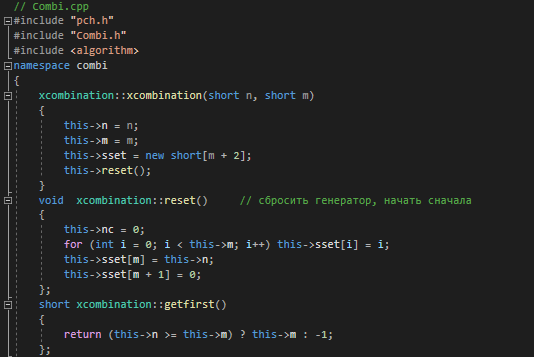 // Combi.cpp
#include "pch.h"
#include "Combi.h"
#include <algorithm>
namespace combi
{
    xcombination::xcombination(short n, short m)
    {
        this->n = n;
        this->m = m;
        this->sset = new short[m + 2];
        this->reset();
    }
    void  xcombination::reset()     // сбросить генератор, начать сначала
    {
        this->nc = 0;
        for (int i = 0; i < this->m; i++) this->sset[i] = i;
        this->sset[m] = this->n;
        this->sset[m + 1] = 0;
    };
    short xcombination::getfirst()
    {
        return (this->n >= this->m) ? this->m : -1;
    };